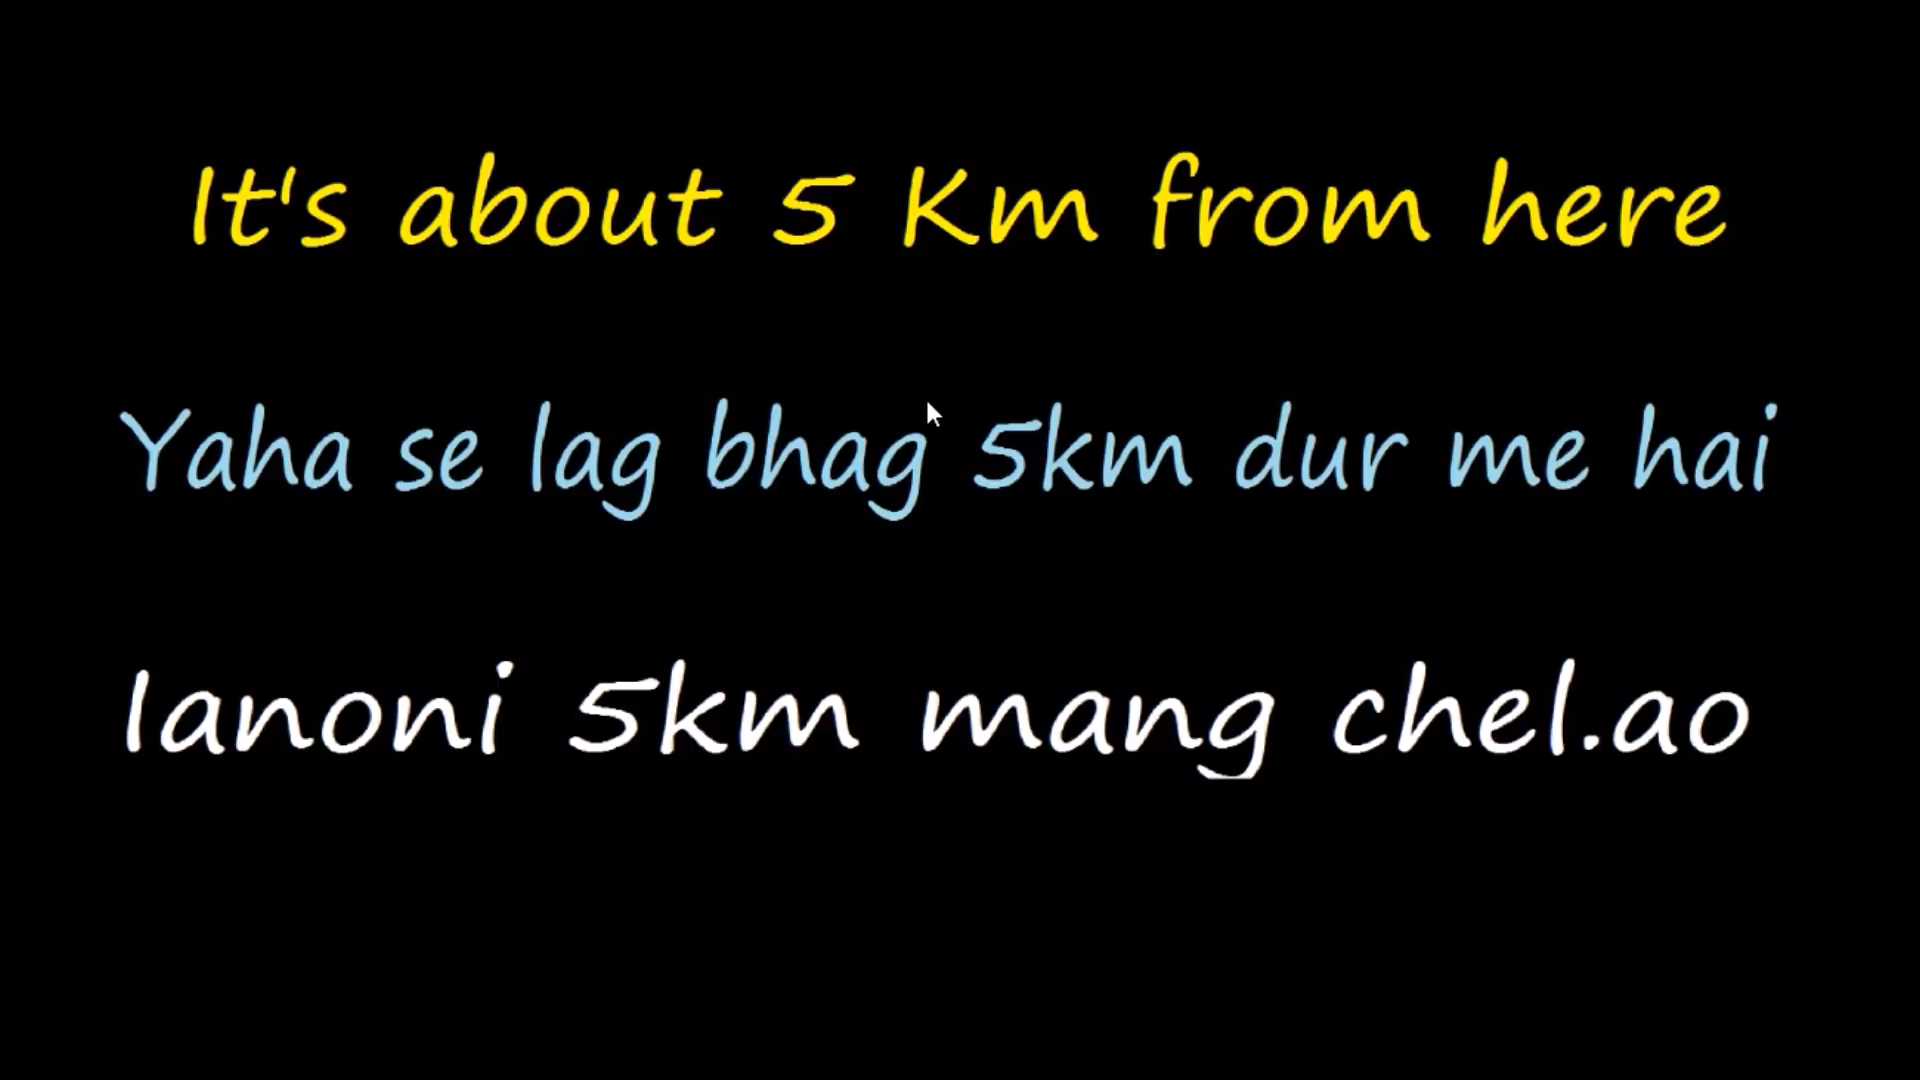 It's about 5 Km from here
Yaha se lag bhag 5km dur me hai
Ianoni 5km mang chel.ao